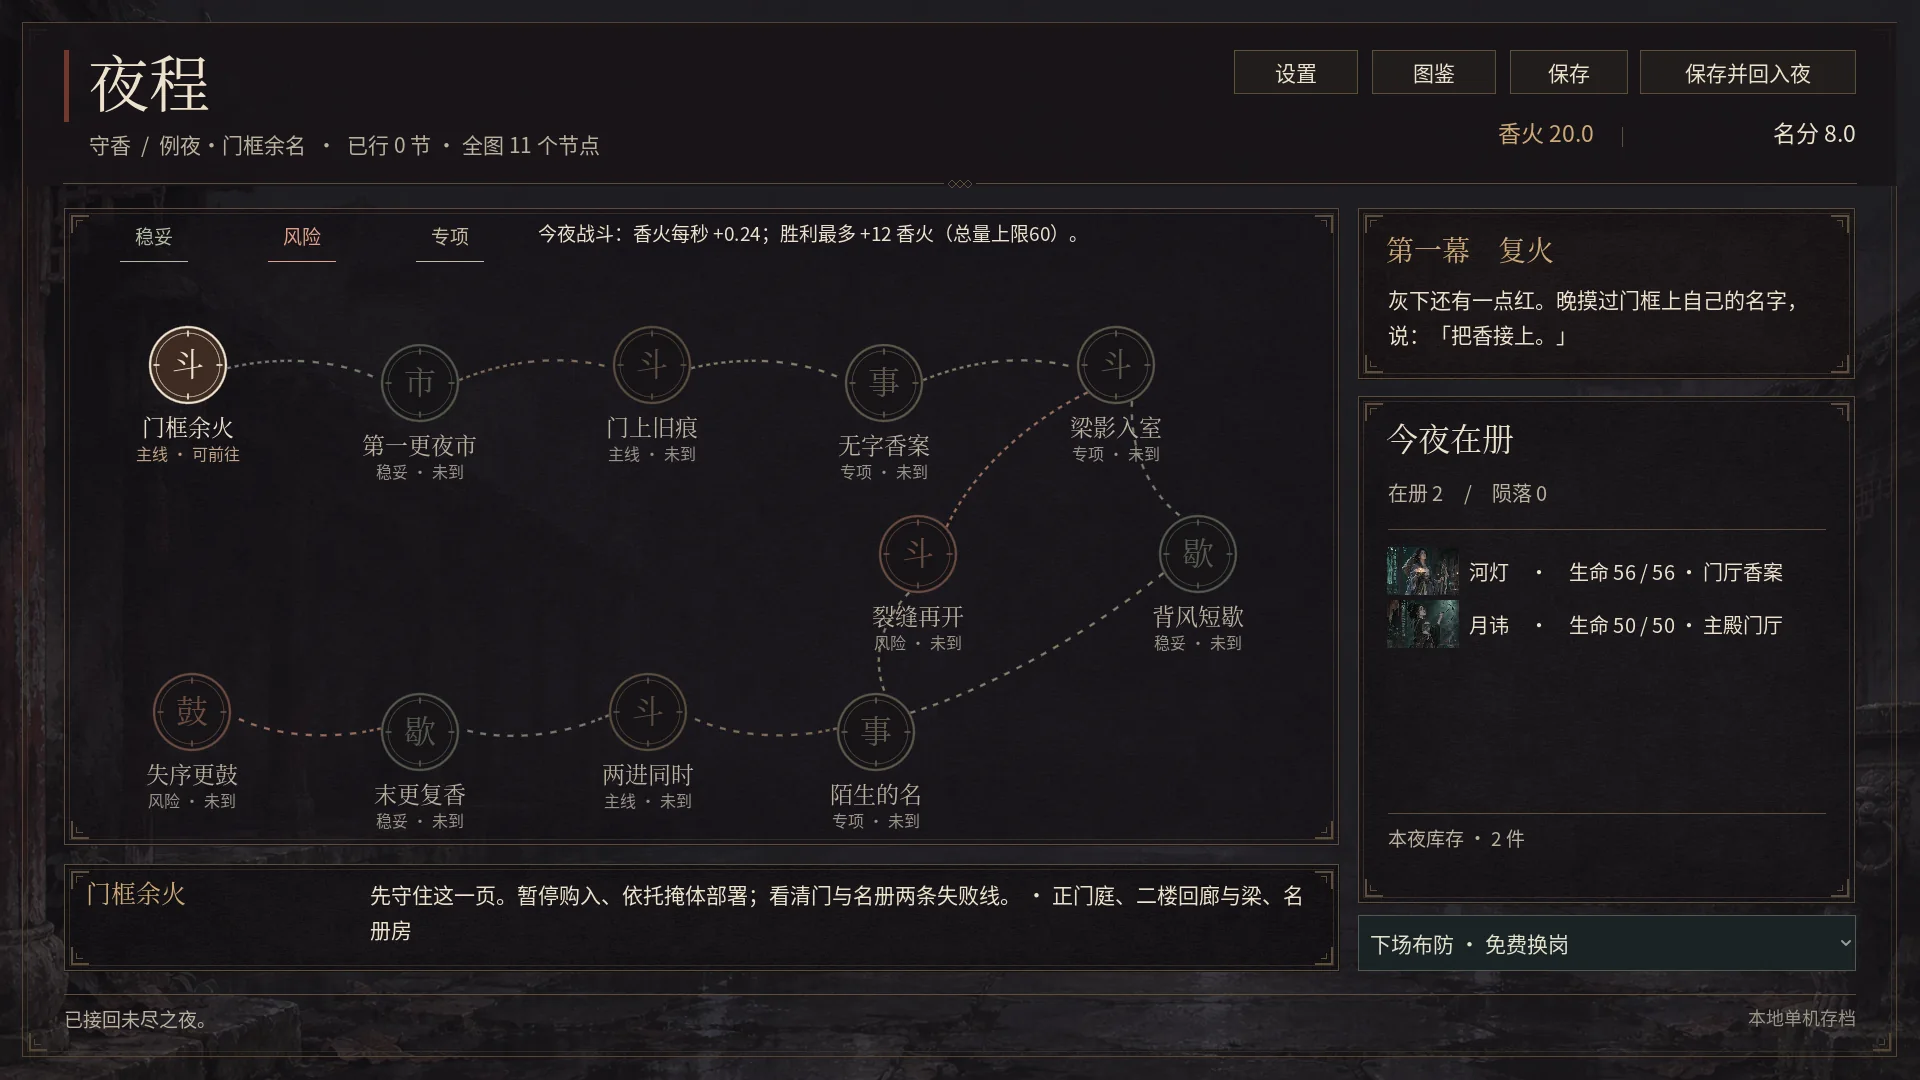 夜程
设置
图鉴
保存
保存并回入夜
守香 / 例夜·门框余名 · 已行 0 节 · 全图 11 个节点
香火 20.0
名分 8.0
稳妥
风险
专项
今夜战斗：香火每秒 +0.24；胜利最多 +12 香火（总量上限60）。
斗
门框余火
主线 · 可前往
市
第一更夜市
稳妥 · 未到
斗
门上旧痕
主线 · 未到
事
无字香案
专项 · 未到
斗
梁影入室
专项 · 未到
斗
裂缝再开
风险 · 未到
歇
背风短歇
稳妥 · 未到
鼓
失序更鼓
风险 · 未到
歇
末更复香
稳妥 · 未到
斗
两进同时
主线 · 未到
事
陌生的名
专项 · 未到
门框余火
先守住这一页。暂停购入、依托掩体部署；看清门与名册两条失败线。 · 正门庭、二楼回廊与梁、名
册房
第一幕 复火
灰下还有一点红。晚摸过门框上自己的名字，
说：「把香接上。」
今夜在册
在册 2 / 陨落 0
河灯 · 生命 56 / 56 · 门厅香案
月讳 · 生命 50 / 50 · 主殿门厅
本夜库存 · 2 件
下场布防 · 免费换岗
已接回未尽之夜。
本地单机存档